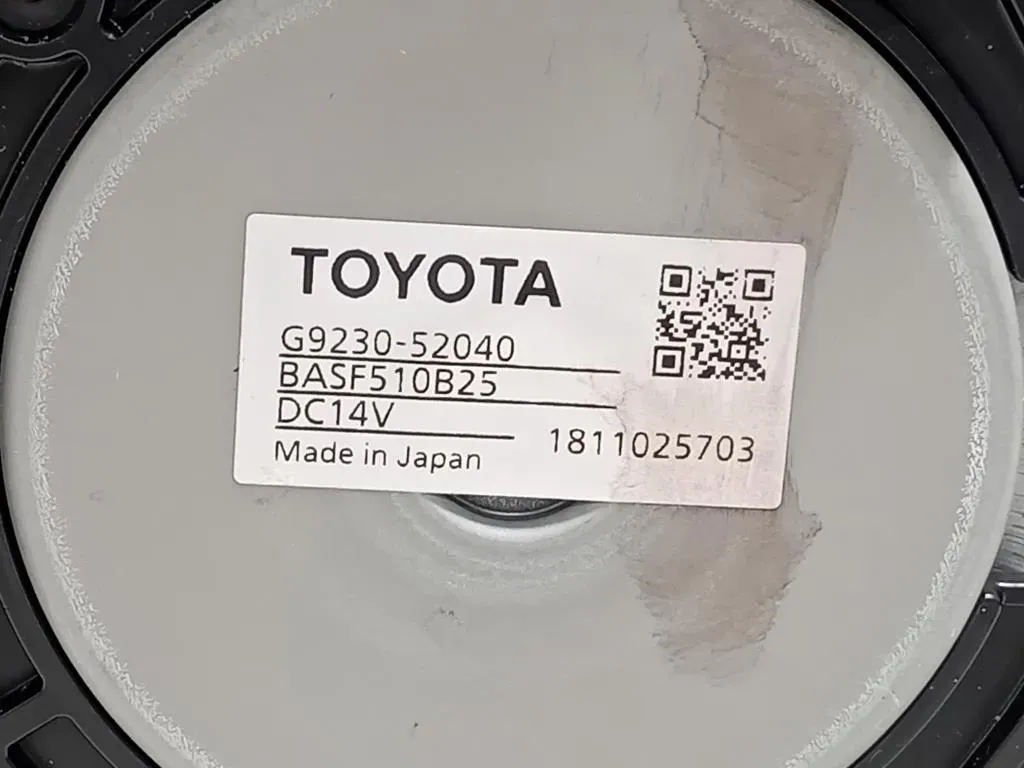 TOYOTA
G9230-52040
BASF510B25
DC14V
1811025703
Made in Japan